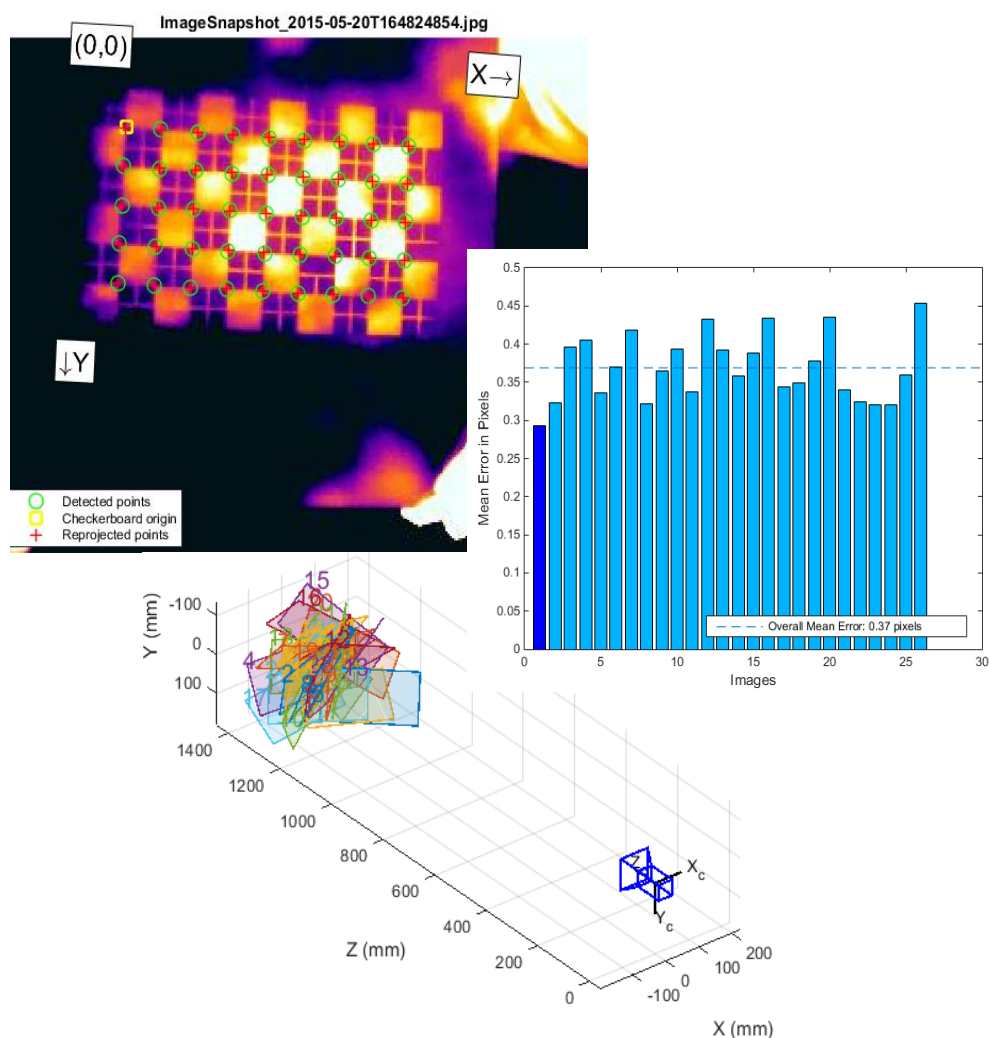 ImageSnapshot_2015-05-20T164824854.jpg
(0,0)
X→
↓Y
Detected points
Checkerboard origin
Reprojected points
0.5
0.45
0.4
0.35
0.3
0.25
0.2
0.15
0.1
0.05
0
Mean Error in Pixels
Overall Mean Error: 0.37 pixels
0 5 10 15 20 25 30
Images
Y (mm)
-100
0
100
15
16
4
13
1400
1200
1000
800
600
400
200
0
Z (mm)
Z
X_c
Y_c
-100
0
100
200
X (mm)